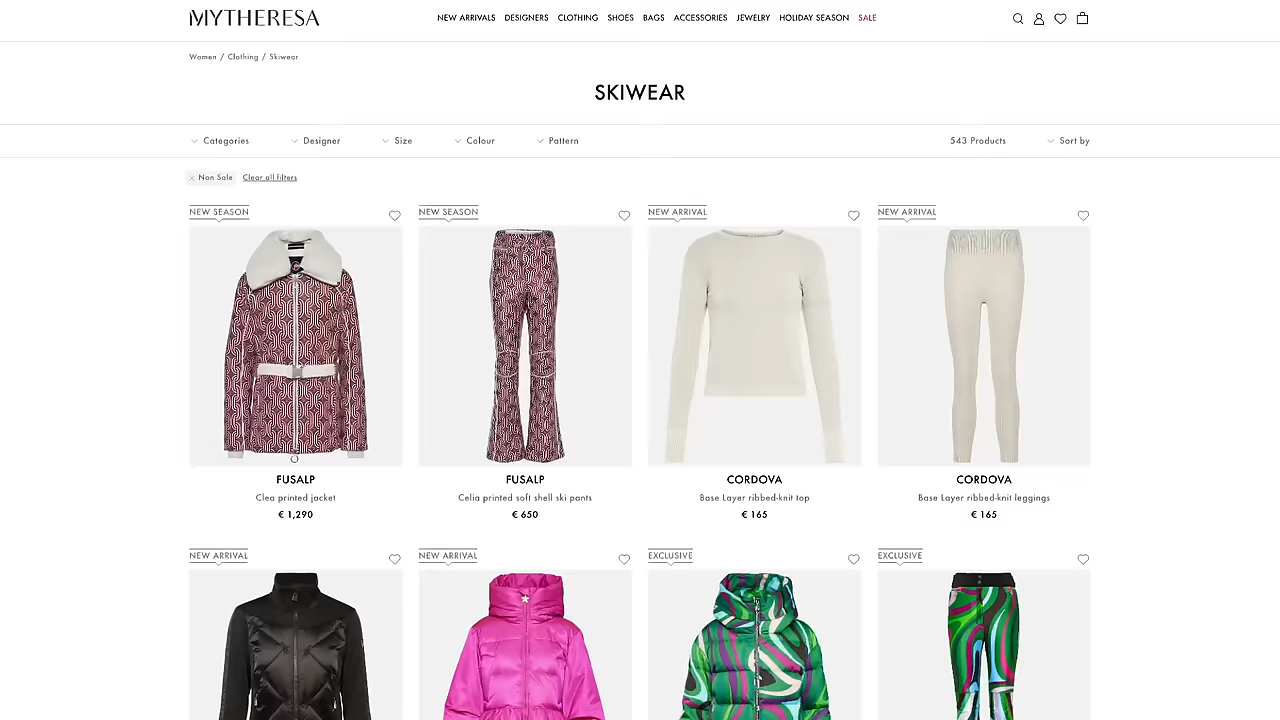 MYTHERESA
NEW ARRIVALS DESIGNERS CLOTHING SHOES BAGS ACCESSORIES JEWELRY HOLIDAY SEASON SALE
Women / Clothing / Skiwear
SKIWEAR
Categories Designer Size Colour Pattern 543 Products Sort by
Non Sale Clear all filters
NEW SEASON NEW SEASON NEW ARRIVAL NEW ARRIVAL
FUSALP FUSALP CORDOVA CORDOVA
Clea printed jacket Celia printed soft shell ski pants Base Layer ribbed-knit top Base Layer ribbed-knit leggings
€ 1,290 € 650 € 165 € 165
NEW ARRIVAL NEW ARRIVAL EXCLUSIVE EXCLUSIVE